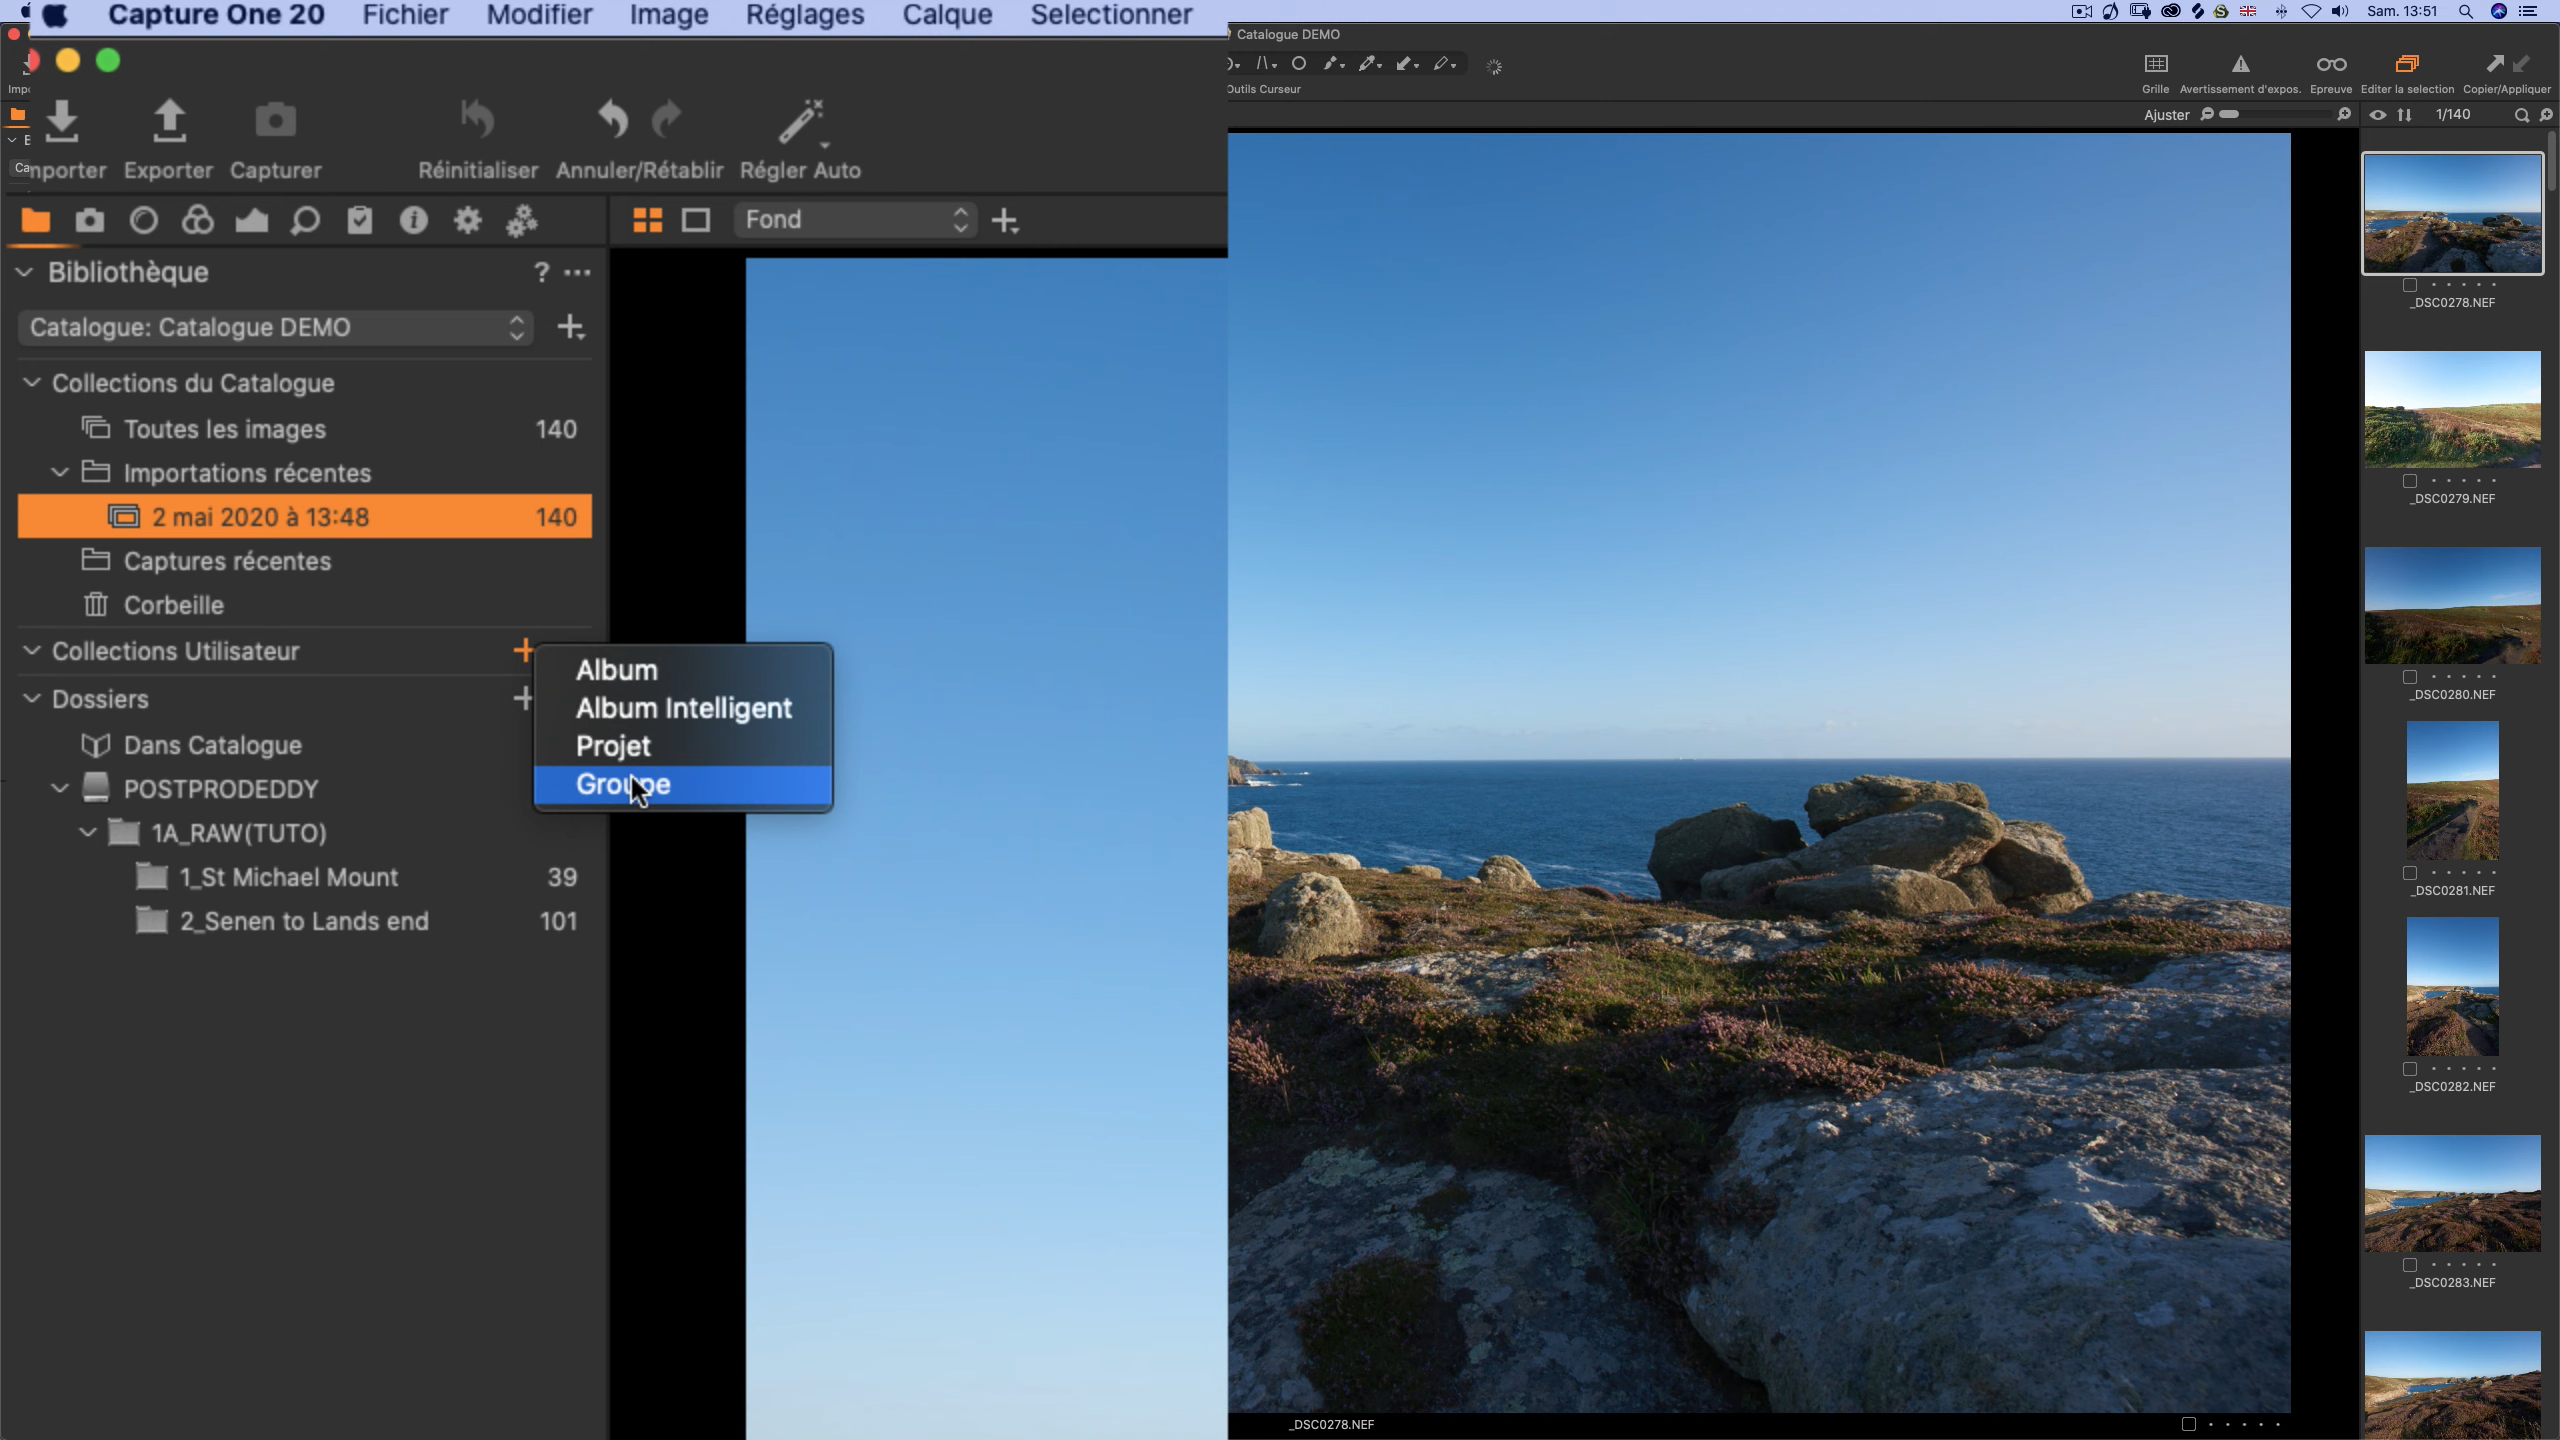 Capture One 20 Fichier Modifier Image Réglages Calque Selectionner
Sam. 13:51
Catalogue DEMO
Importer Exporter Capturer Réinitialiser Annuler/Rétablir Régler Auto
Outils Curseur
Grille Avertissement d'expos. Epreuve Editer la selection Copier/Appliquer
Fond
Ajuster
1/140
Bibliothèque
?
Catalogue: Catalogue DEMO
Collections du Catalogue
Toutes les images 140
Importations récentes
2 mai 2020 à 13:48 140
Captures récentes
Corbeille
Collections Utilisateur
Dossiers
Dans Catalogue
POSTPRODEDDY
1A_RAW(TUTO)
1_St Michael Mount 39
2_Senen to Lands end 101
Album
Album Intelligent
Projet
Groupe
_DSC0278.NEF
_DSC0278.NEF
_DSC0279.NEF
_DSC0280.NEF
_DSC0281.NEF
_DSC0282.NEF
_DSC0283.NEF